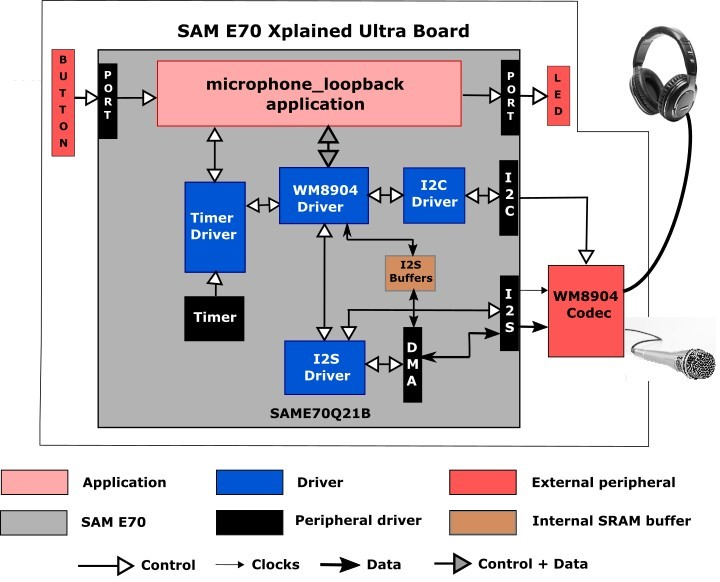 SAM E70 Xplained Ultra Board
BUTTON
PORT
microphone_loopback
application
PORT
LED
Timer
Driver
WM8904
Driver
I2C
Driver
I2C
I2S
Buffers
Timer
I2S
Driver
DMA
I2S
WM8904
Codec
SAME70Q21B
Application
Driver
External peripheral
SAM E70
Peripheral driver
Internal SRAM buffer
Control
Clocks
Data
Control + Data